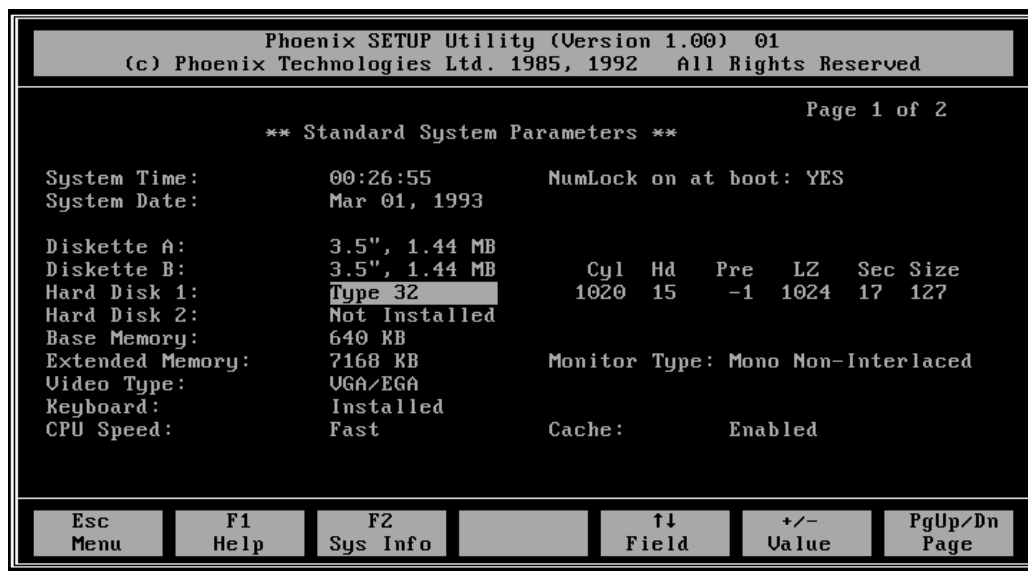 Phoenix SETUP Utility (Version 1.00) 01
(c) Phoenix Technologies Ltd. 1985, 1992 All Rights Reserved
Page 1 of 2
** Standard System Parameters **
System Time: 00:26:55 NumLock on at boot: YES
System Date: Mar 01, 1993
Diskette A: 3.5", 1.44 MB
Diskette B: 3.5", 1.44 MB Cyl Hd Pre LZ Sec Size
Hard Disk 1: Type 32 1020 15 -1 1024 17 127
Hard Disk 2: Not Installed
Base Memory: 640 KB
Extended Memory: 7168 KB Monitor Type: Mono Non-Interlaced
Video Type: VGA/EGA
Keyboard: Installed
CPU Speed: Fast Cache: Enabled
Esc F1 F2 ↑↓ +/- PgUp/Dn
Menu Help Sys Info Field Value Page